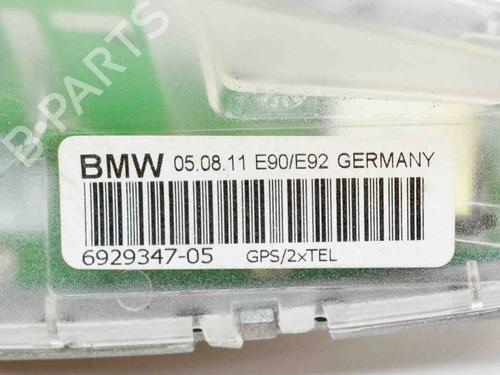 B-PARTS
BMW 05.08.11 E90/E92 GERMANY
6929347-05 GPS/2xTEL